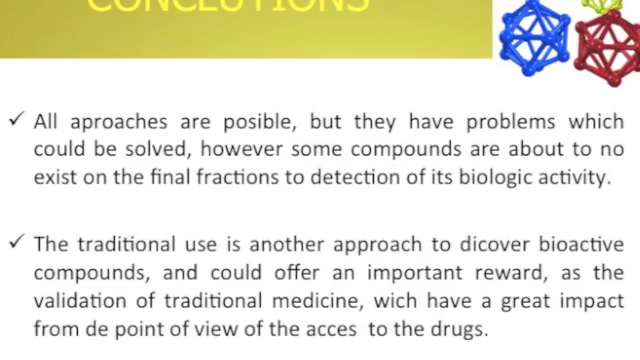 CONCLUTIONS
✓ All aproaches are posible, but they have problems which
could be solved, however some compounds are about to no
exist on the final fractions to detection of its biologic activity.
✓ The traditional use is another approach to dicover bioactive
compounds, and could offer an important reward, as the
validation of traditional medicine, wich have a great impact
from de point of view of the acces to the drugs.